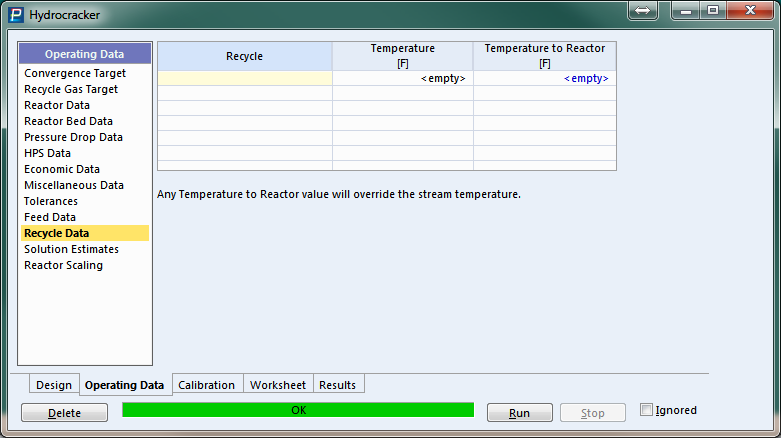 Hydrocracker
Operating Data
Convergence Target
Recycle Gas Target
Reactor Data
Reactor Bed Data
Pressure Drop Data
HPS Data
Economic Data
Miscellaneous Data
Tolerances
Feed Data
Recycle Data
Solution Estimates
Reactor Scaling
Recycle
Temperature
[F]
Temperature to Reactor
[F]
<empty>
<empty>
Any Temperature to Reactor value will override the stream temperature.
Design
Operating Data
Calibration
Worksheet
Results
Delete
OK
Run
Stop
Ignored